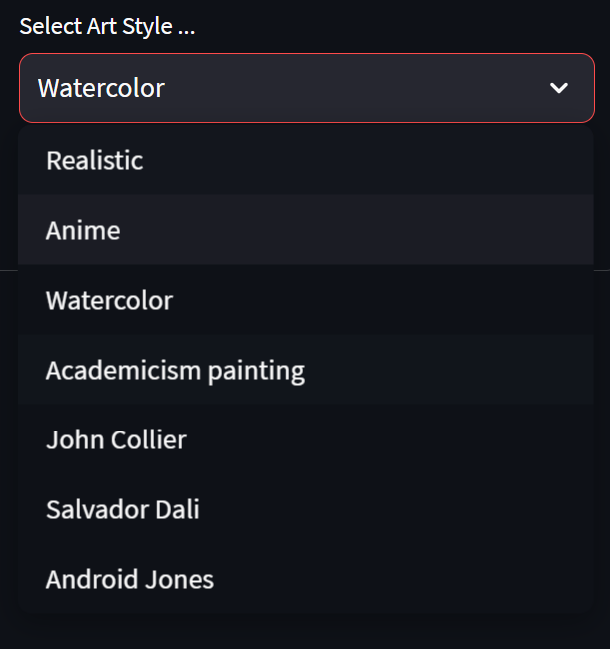 Select Art Style ...
Watercolor
Realistic
Anime
Watercolor
Academicism painting
John Collier
Salvador Dali
Android Jones